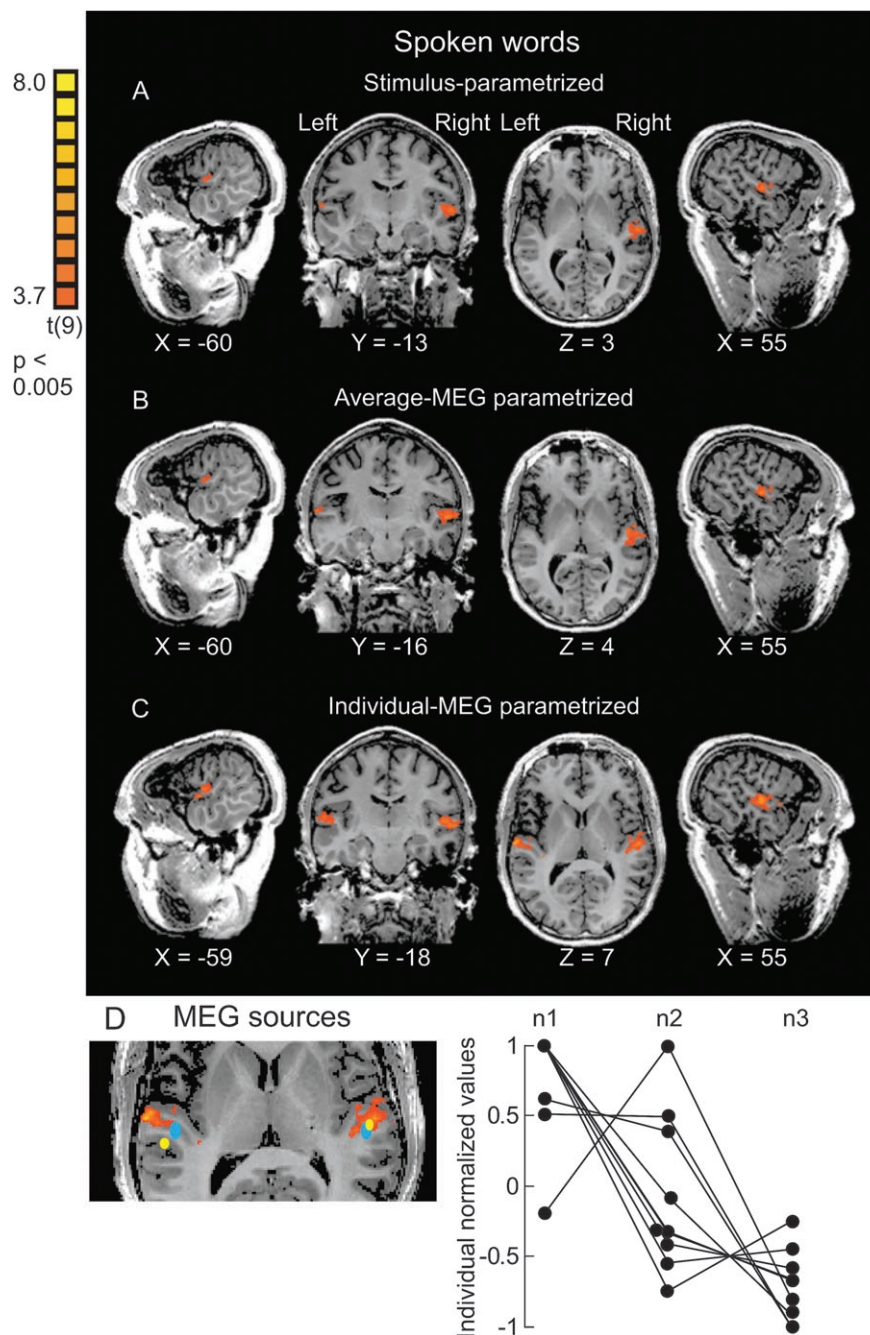 Spoken words
8.0
3.7
t(9)
p <
0.005
A Stimulus-parametrized
Left Right Left Right
X = -60 Y = -13 Z = 3 X = 55
B Average-MEG parametrized
X = -60 Y = -16 Z = 4 X = 55
C Individual-MEG parametrized
X = -59 Y = -18 Z = 7 X = 55
D MEG sources
n1 n2 n3
Individual normalized values
1
0.5
0
-0.5
-1